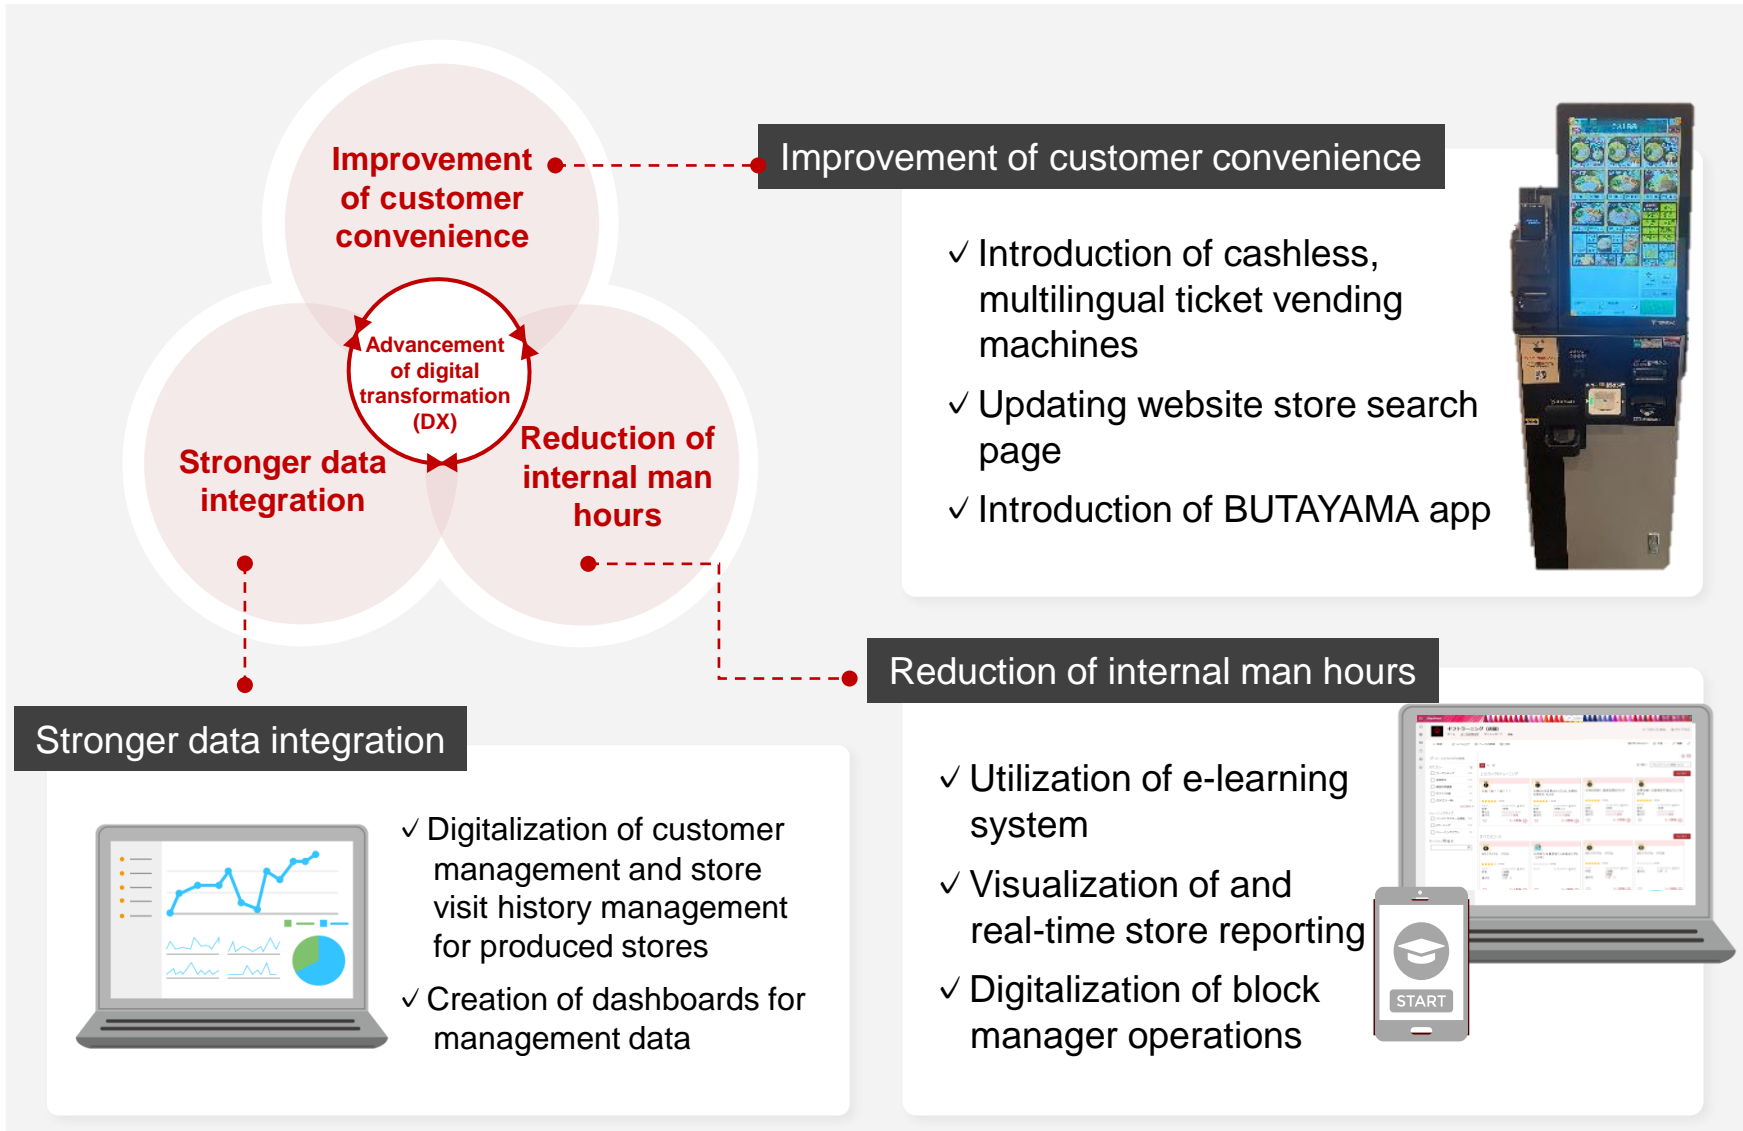 Improvement
of customer
convenience
Advancement
of digital
transformation
(DX)
Stronger data
integration
Reduction of
internal man
hours
Improvement of customer convenience
✓ Introduction of cashless,
multilingual ticket vending
machines
✓ Updating website store search
page
✓ Introduction of BUTAYAMA app
Reduction of internal man hours
✓ Utilization of e-learning
system
✓ Visualization of and
real-time store reporting
✓ Digitalization of block
manager operations
START
Stronger data integration
✓ Digitalization of customer
management and store
visit history management
for produced stores
✓ Creation of dashboards for
management data